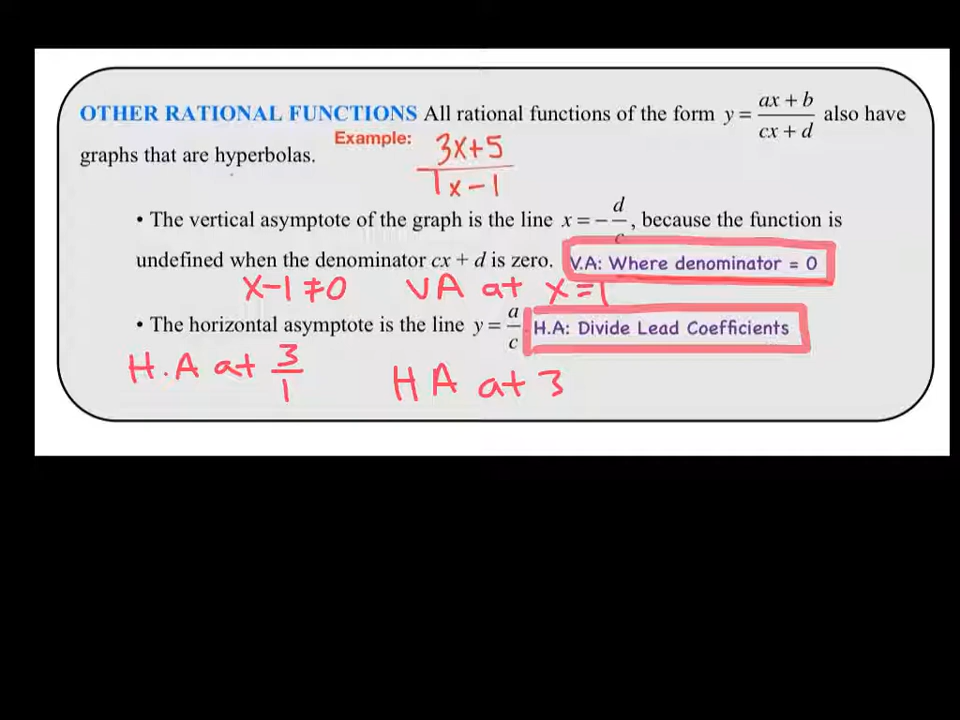 OTHER RATIONAL FUNCTIONS All rational functions of the form y = (ax + b)/(cx + d) also have
graphs that are hyperbolas. Example: (3x+5)/(1x-1)
• The vertical asymptote of the graph is the line x = -d/c, because the function is
undefined when the denominator cx + d is zero. V.A: Where denominator = 0
x-1≠0 VA at x=1
• The horizontal asymptote is the line y = a/c. H.A: Divide Lead Coefficients
H.A at 3/1 HA at 3